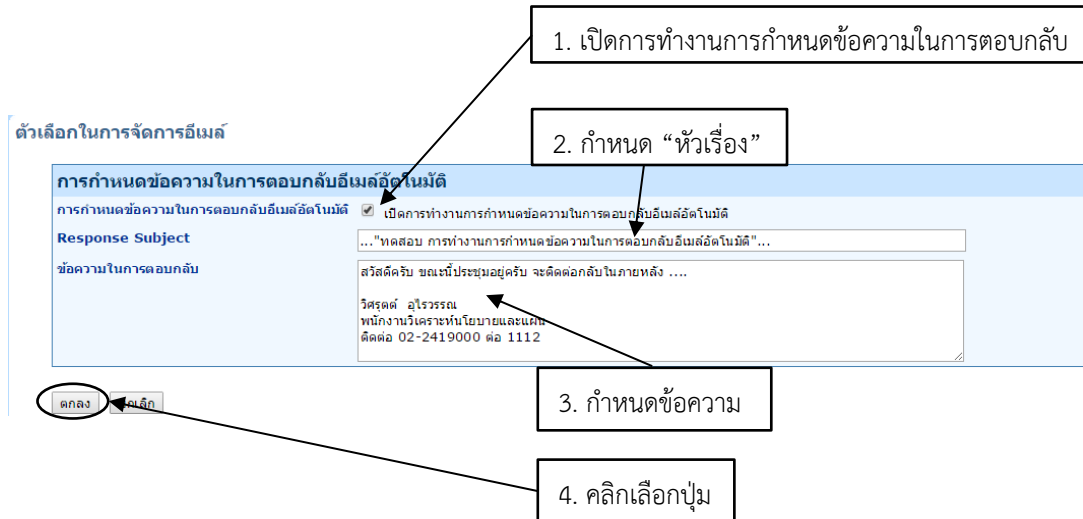 1. เปิดการทำงานการกำหนดข้อความในการตอบกลับ
ตัวเลือกในการจัดการอีเมล์
2. กำหนด “หัวเรื่อง”
การกำหนดข้อความในการตอบกลับอีเมล์อัตโนมัติ
การกำหนดข้อความในการตอบกลับอีเมล์อัตโนมัติ เปิดการทำงานการกำหนดข้อความในการตอบกลับอีเมล์อัตโนมัติ
Response Subject ..."ทดสอบ การทำงานการกำหนดข้อความในการตอบกลับอีเมล์อัตโนมัติ"...
ข้อความในการตอบกลับ สวัสดีครับ ขณะนี้ประชุมอยู่ครับ จะติดต่อกลับในภายหลัง ....
วิศรุตต์ อุไรวรรณ
พนักงานวิเคราะห์นโยบายและแผน
ติดต่อ 02-2419000 ต่อ 1112
3. กำหนดข้อความ
ตกลง ยกเลิก
4. คลิกเลือกปุ่ม